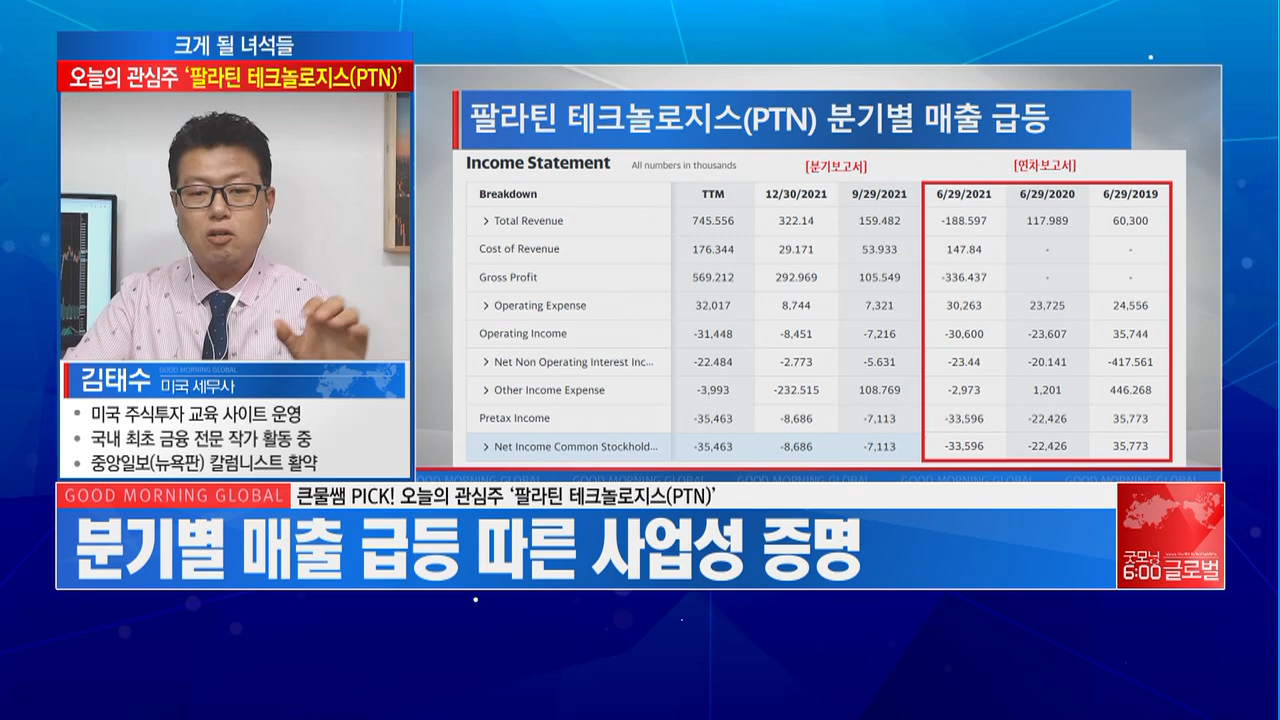 크게 될 녀석들
오늘의 관심주 '팔라틴 테크놀로지스(PTN)'
김태수 GOOD MORNING GLOBAL 미국 세무사
• 미국 주식투자 교육 사이트 운영
• 국내 최초 금융 전문 작가 활동 중
• 중앙일보(뉴욕판) 칼럼니스트 활약
팔라틴 테크놀로지스(PTN) 분기별 매출 급등
Income Statement All numbers in thousands [분기보고서] [연차보고서]
Breakdown TTM 12/30/2021 9/29/2021 6/29/2021 6/29/2020 6/29/2019
> Total Revenue 745.556 322.14 159.482 -188.597 117.989 60,300
Cost of Revenue 176.344 29.171 53.933 147.84 - -
Gross Profit 569.212 292.969 105.549 -336.437 - -
> Operating Expense 32,017 8,744 7,321 30,263 23,725 24,556
Operating Income -31,448 -8,451 -7,216 -30,600 -23,607 35,744
> Net Non Operating Interest Inc... -22.484 -2.773 -5.631 -23.44 -20.141 -417.561
> Other Income Expense -3,993 -232.515 108.769 -2,973 1,201 446.268
Pretax Income -35,463 -8,686 -7,113 -33,596 -22,426 35,773
> Net Income Common Stockhold... -35,463 -8,686 -7,113 -33,596 -22,426 35,773
GOOD MORNING GLOBAL 큰물쌤 PICK! 오늘의 관심주 '팔라틴 테크놀로지스(PTN)'
분기별 매출 급등 따른 사업성 증명
굿모닝
6:00 글로벌